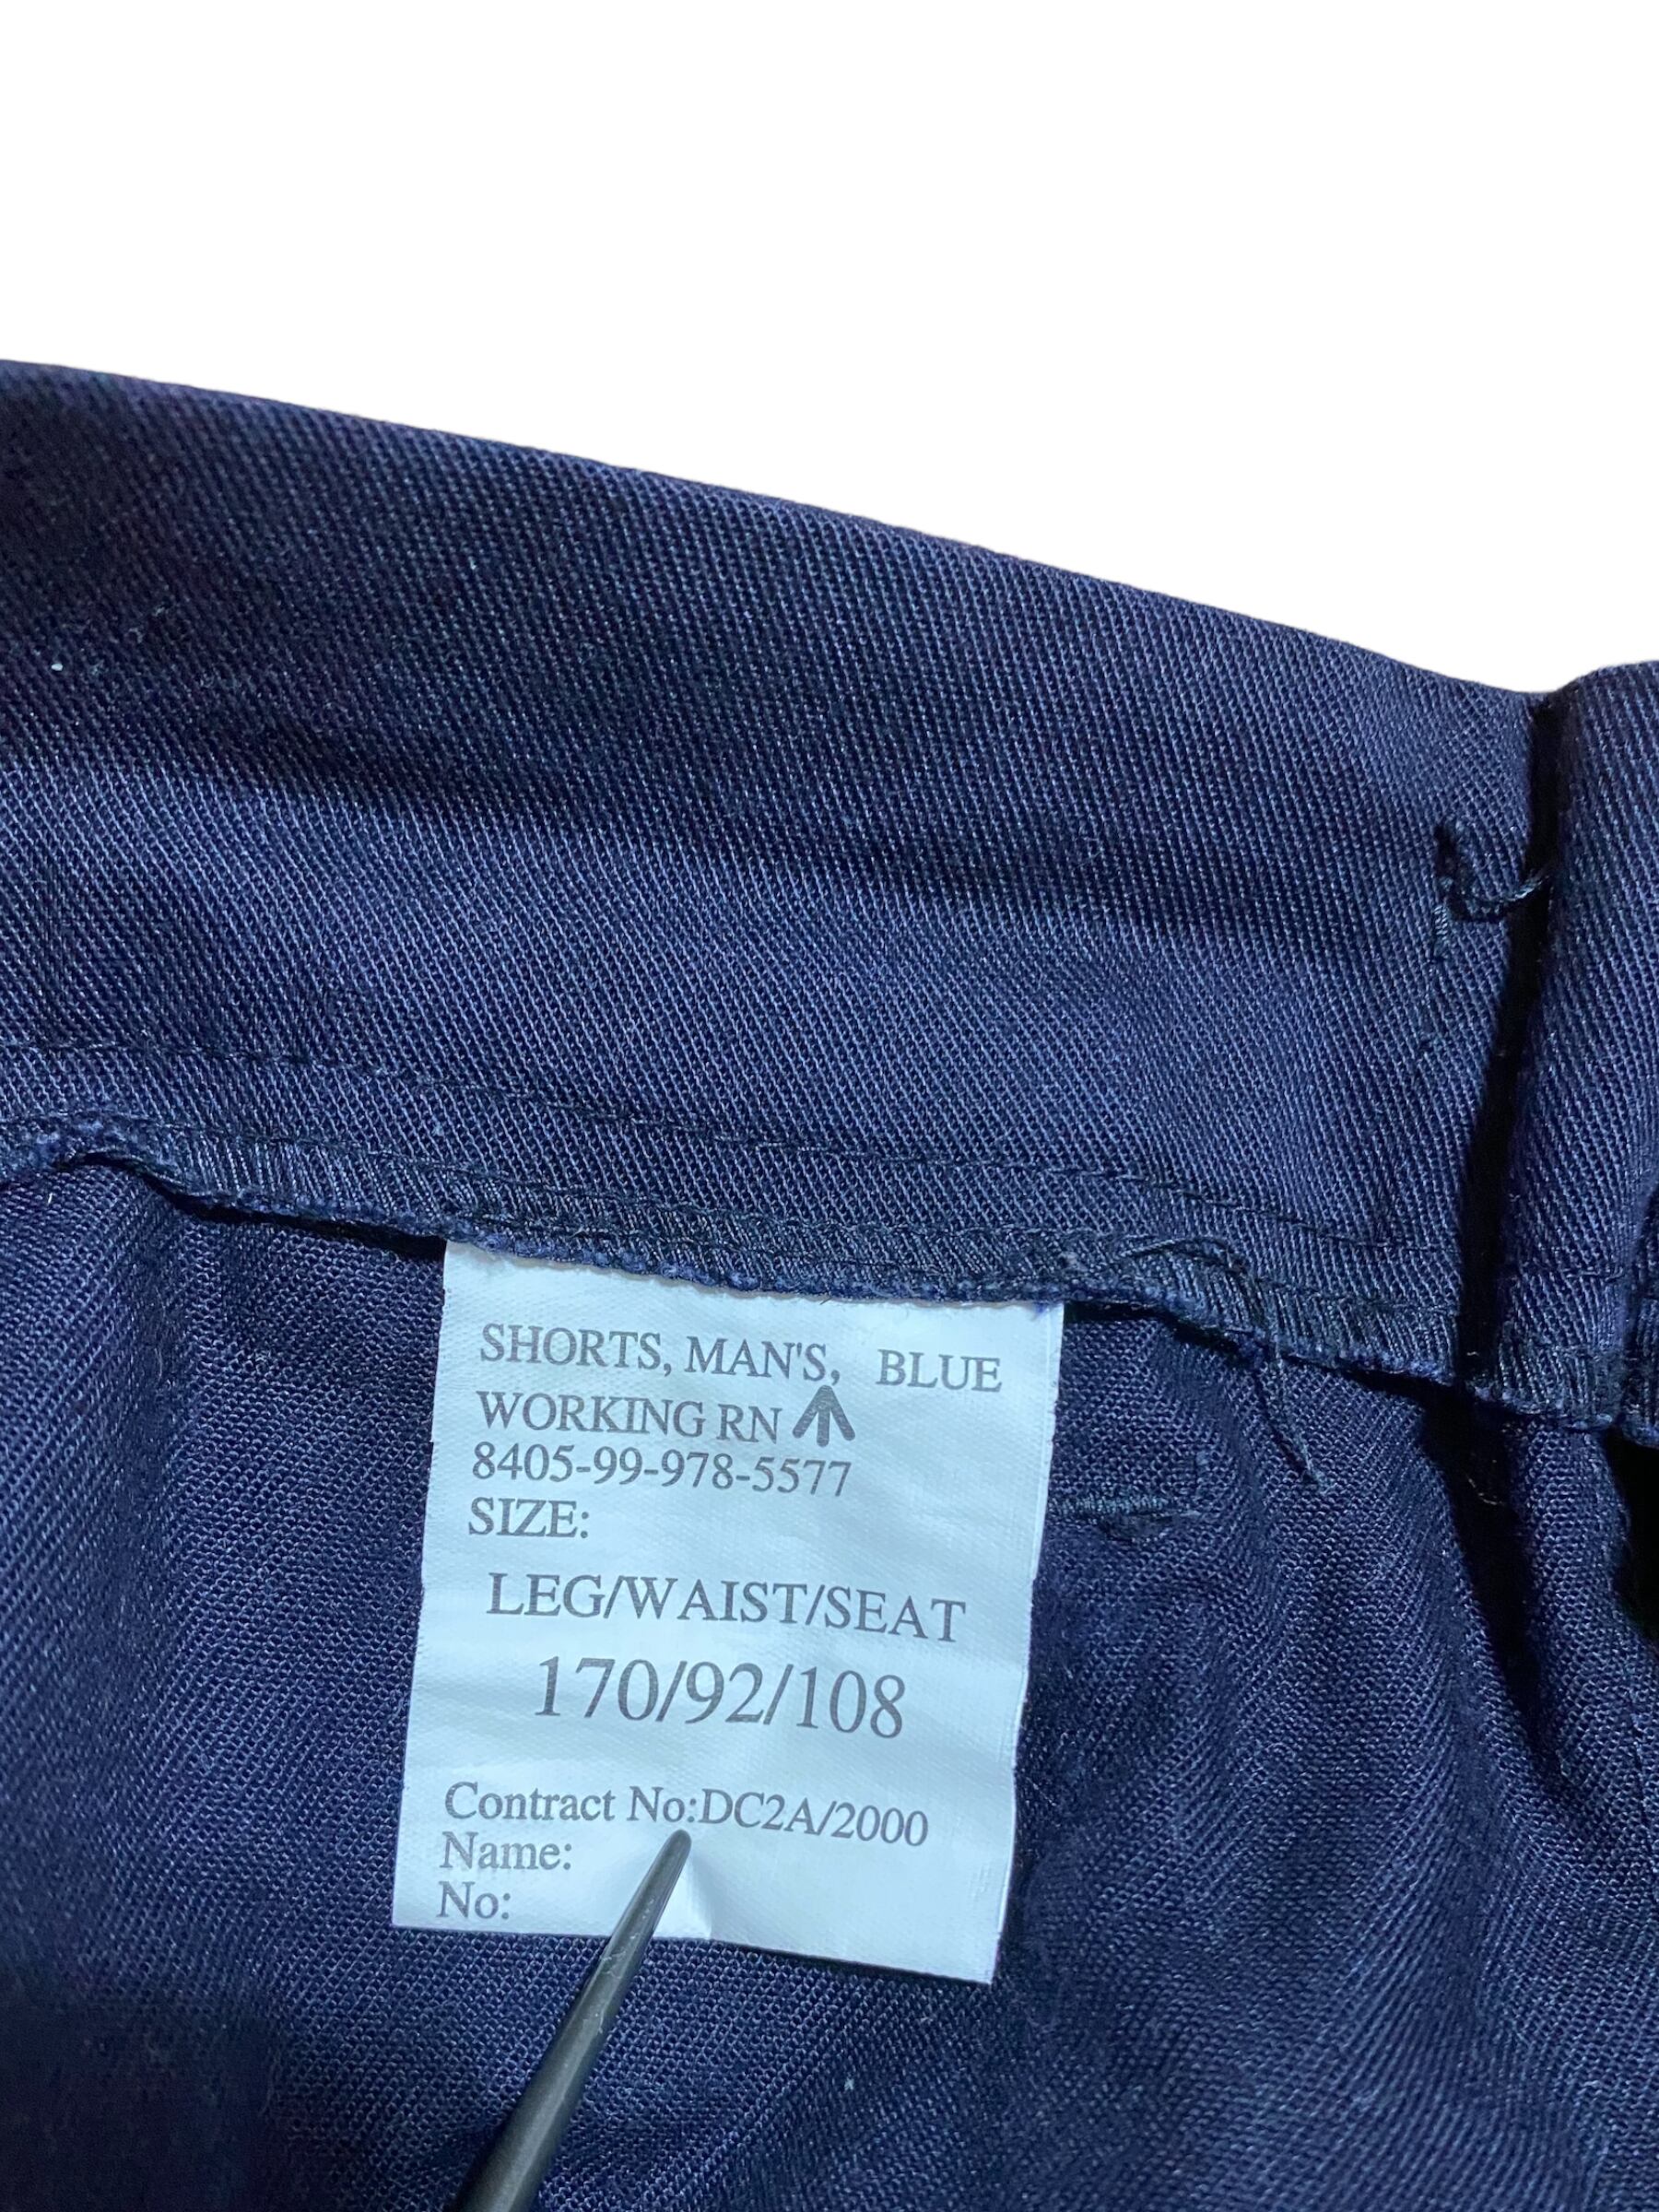 SHORTS, MAN'S, BLUE
WORKING RN
8405-99-978-5577
SIZE:
LEG/WAIST/SEAT
170/92/108
Contract No:DC2A/2000
Name:
No: